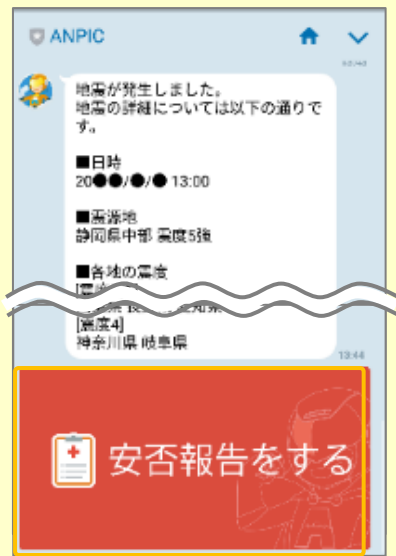 ANPIC
地震が発生しました。
地震の詳細については以下の通りで
す。
■日時
20●●/●/● 13:00
■震源地
静岡県中部 震度5強
■各地の震度
[震度4]
神奈川県 岐阜県
13:44
安否報告をする